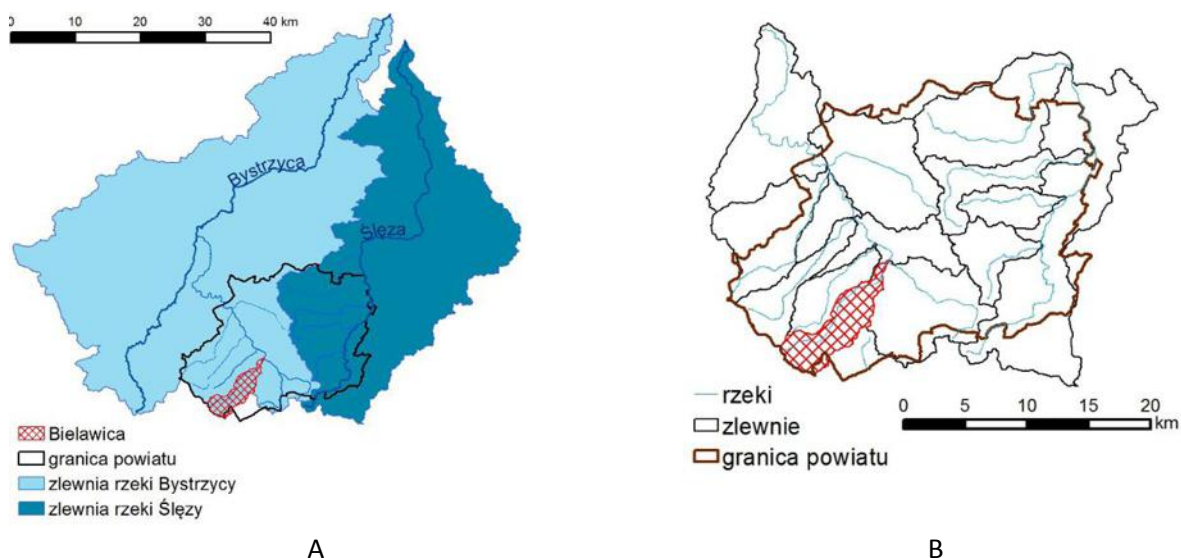 0 10 20 30 40 km
Bystrzyca
Ślęza
Bielawica
granica powiatu
zlewnia rzeki Bystrzycy
zlewnia rzeki Ślęzy
A
rzeki
zlewnie
granica powiatu
0 5 10 15 20
km
B